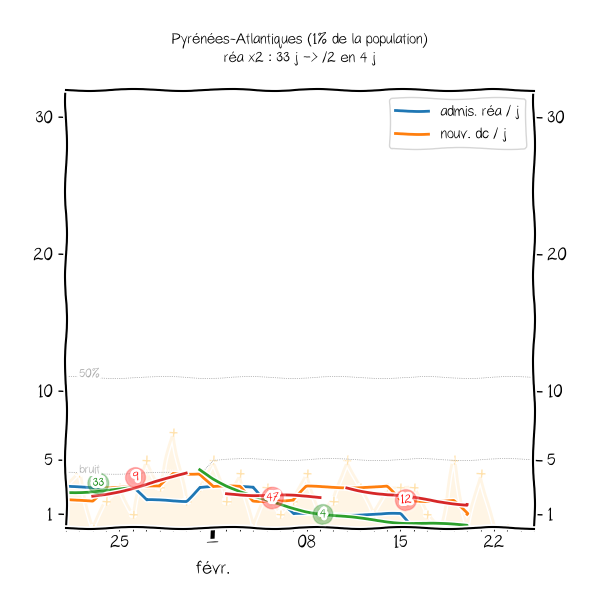 Pyrénées-Atlantiques (1% de la population)
réa x2 : 33 j -> /2 en 4 j
admis. réa / j
nouv. dc / j
30 30
20 20
50%
10 10
5 5
bruit
33 9 47 4 12
1 1
25 1 08 15 22
févr.